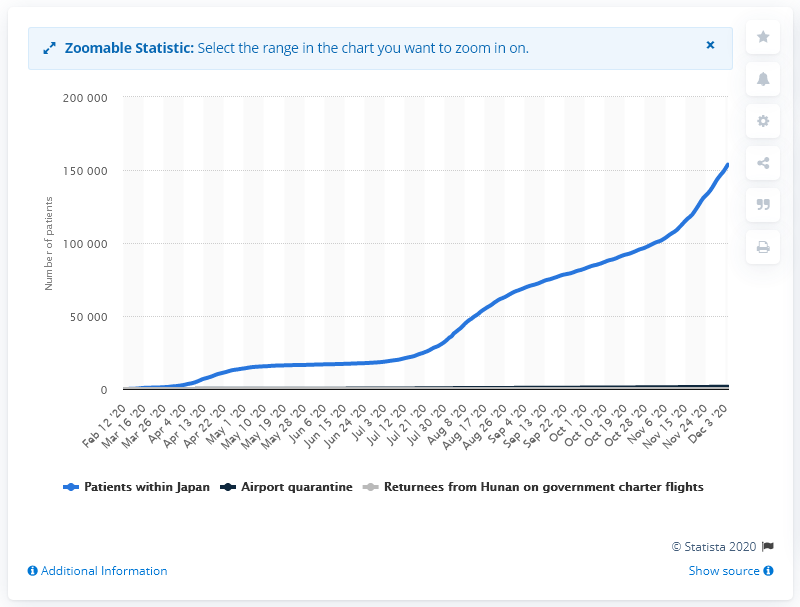 Zoomable Statistic: Select the range in the chart you want to zoom in on.
200 000
150 000
100 000
50 000
0
Number of patients
Feb 12 '20
Mar 16 '20
Mar 26 '20
Apr 4 '20
Apr 13 '20
Apr 22 '20
May 1 '20
May 10 '20
May 19 '20
May 28 '20
Jun 6 '20
Jun 15 '20
Jun 24 '20
Jul 3 '20
Jul 12 '20
Jul 21 '20
Jul 30 '20
Aug 8 '20
Aug 17 '20
Aug 26 '20
Sep 4 '20
Sep 13 '20
Sep 22 '20
Oct 1 '20
Oct 10 '20
Oct 19 '20
Oct 28 '20
Nov 6 '20
Nov 15 '20
Nov 24 '20
Dec 3 '20
Patients within Japan Airport quarantine Returnees from Hunan on government charter flights
© Statista 2020
Additional Information Show source